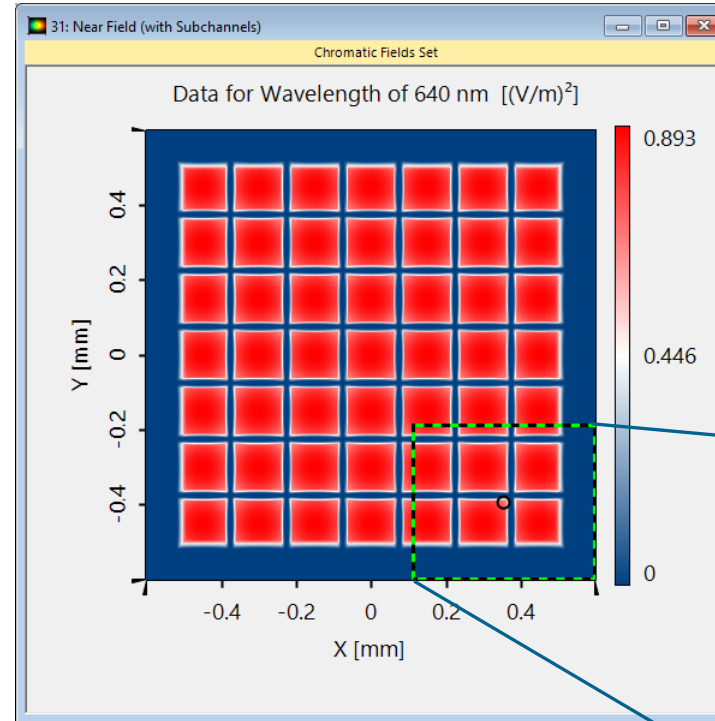 31: Near Field (with Subchannels)
Chromatic Fields Set
Data for Wavelength of 640 nm [(V/m)²]
0.893
0.446
0
Y [mm]
0.4
0.2
0
-0.2
-0.4
-0.4 -0.2 0 0.2 0.4
X [mm]